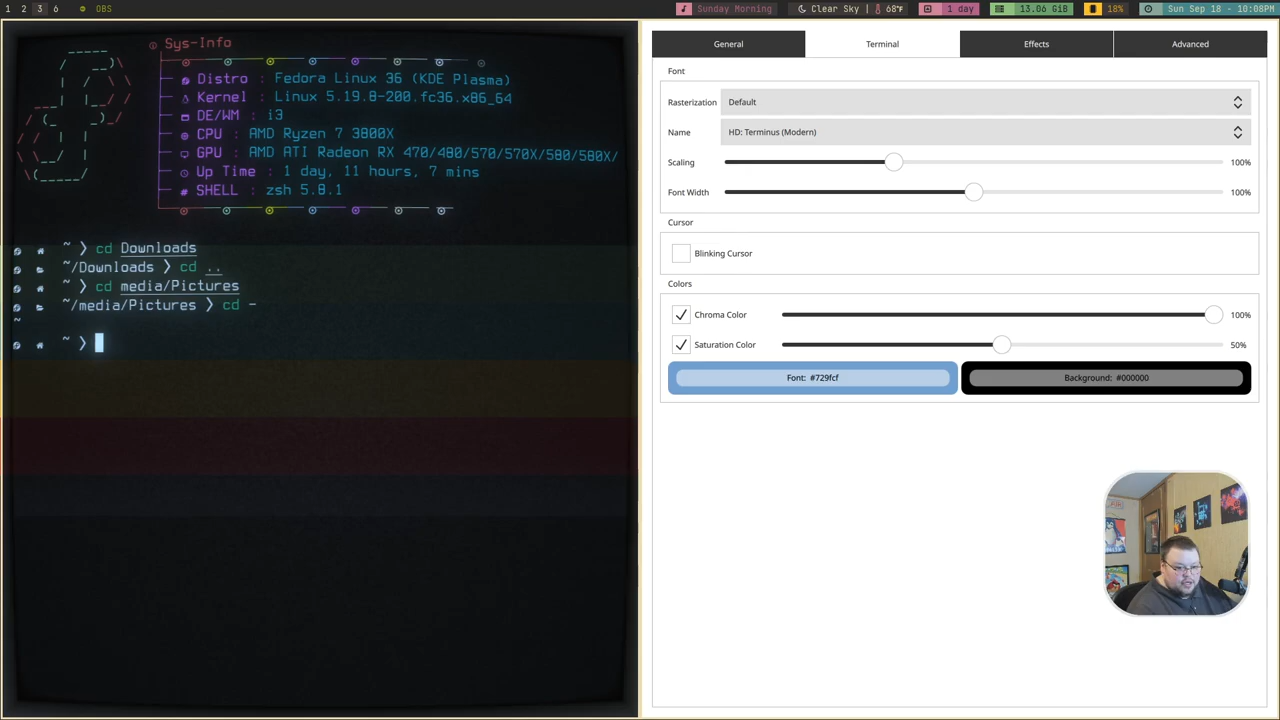 1 2 3 6 OBS
Sunday Morning Clear Sky | 68°F 1 day 13.06 GiB 18% Sun Sep 18 - 10:08PM
Sys-Info
Distro : Fedora Linux 36 (KDE Plasma)
Kernel : Linux 5.19.8-200.fc36.x86_64
DE/WM : i3
CPU : AMD Ryzen 7 3800X
GPU : AMD ATI Radeon RX 470/480/570/570X/580/580X/
Up Time : 1 day, 11 hours, 7 mins
# SHELL : zsh 5.8.1
~ ❯ cd Downloads
~/Downloads ❯ cd ..
~ ❯ cd media/Pictures
~/media/Pictures ❯ cd -
~
~ ❯
General Terminal Effects Advanced
Font
Rasterization Default
Name HD: Terminus (Modern)
Scaling 100%
Font Width 100%
Cursor
Blinking Cursor
Colors
Chroma Color 100%
Saturation Color 50%
Font: #729fcf Background: #000000